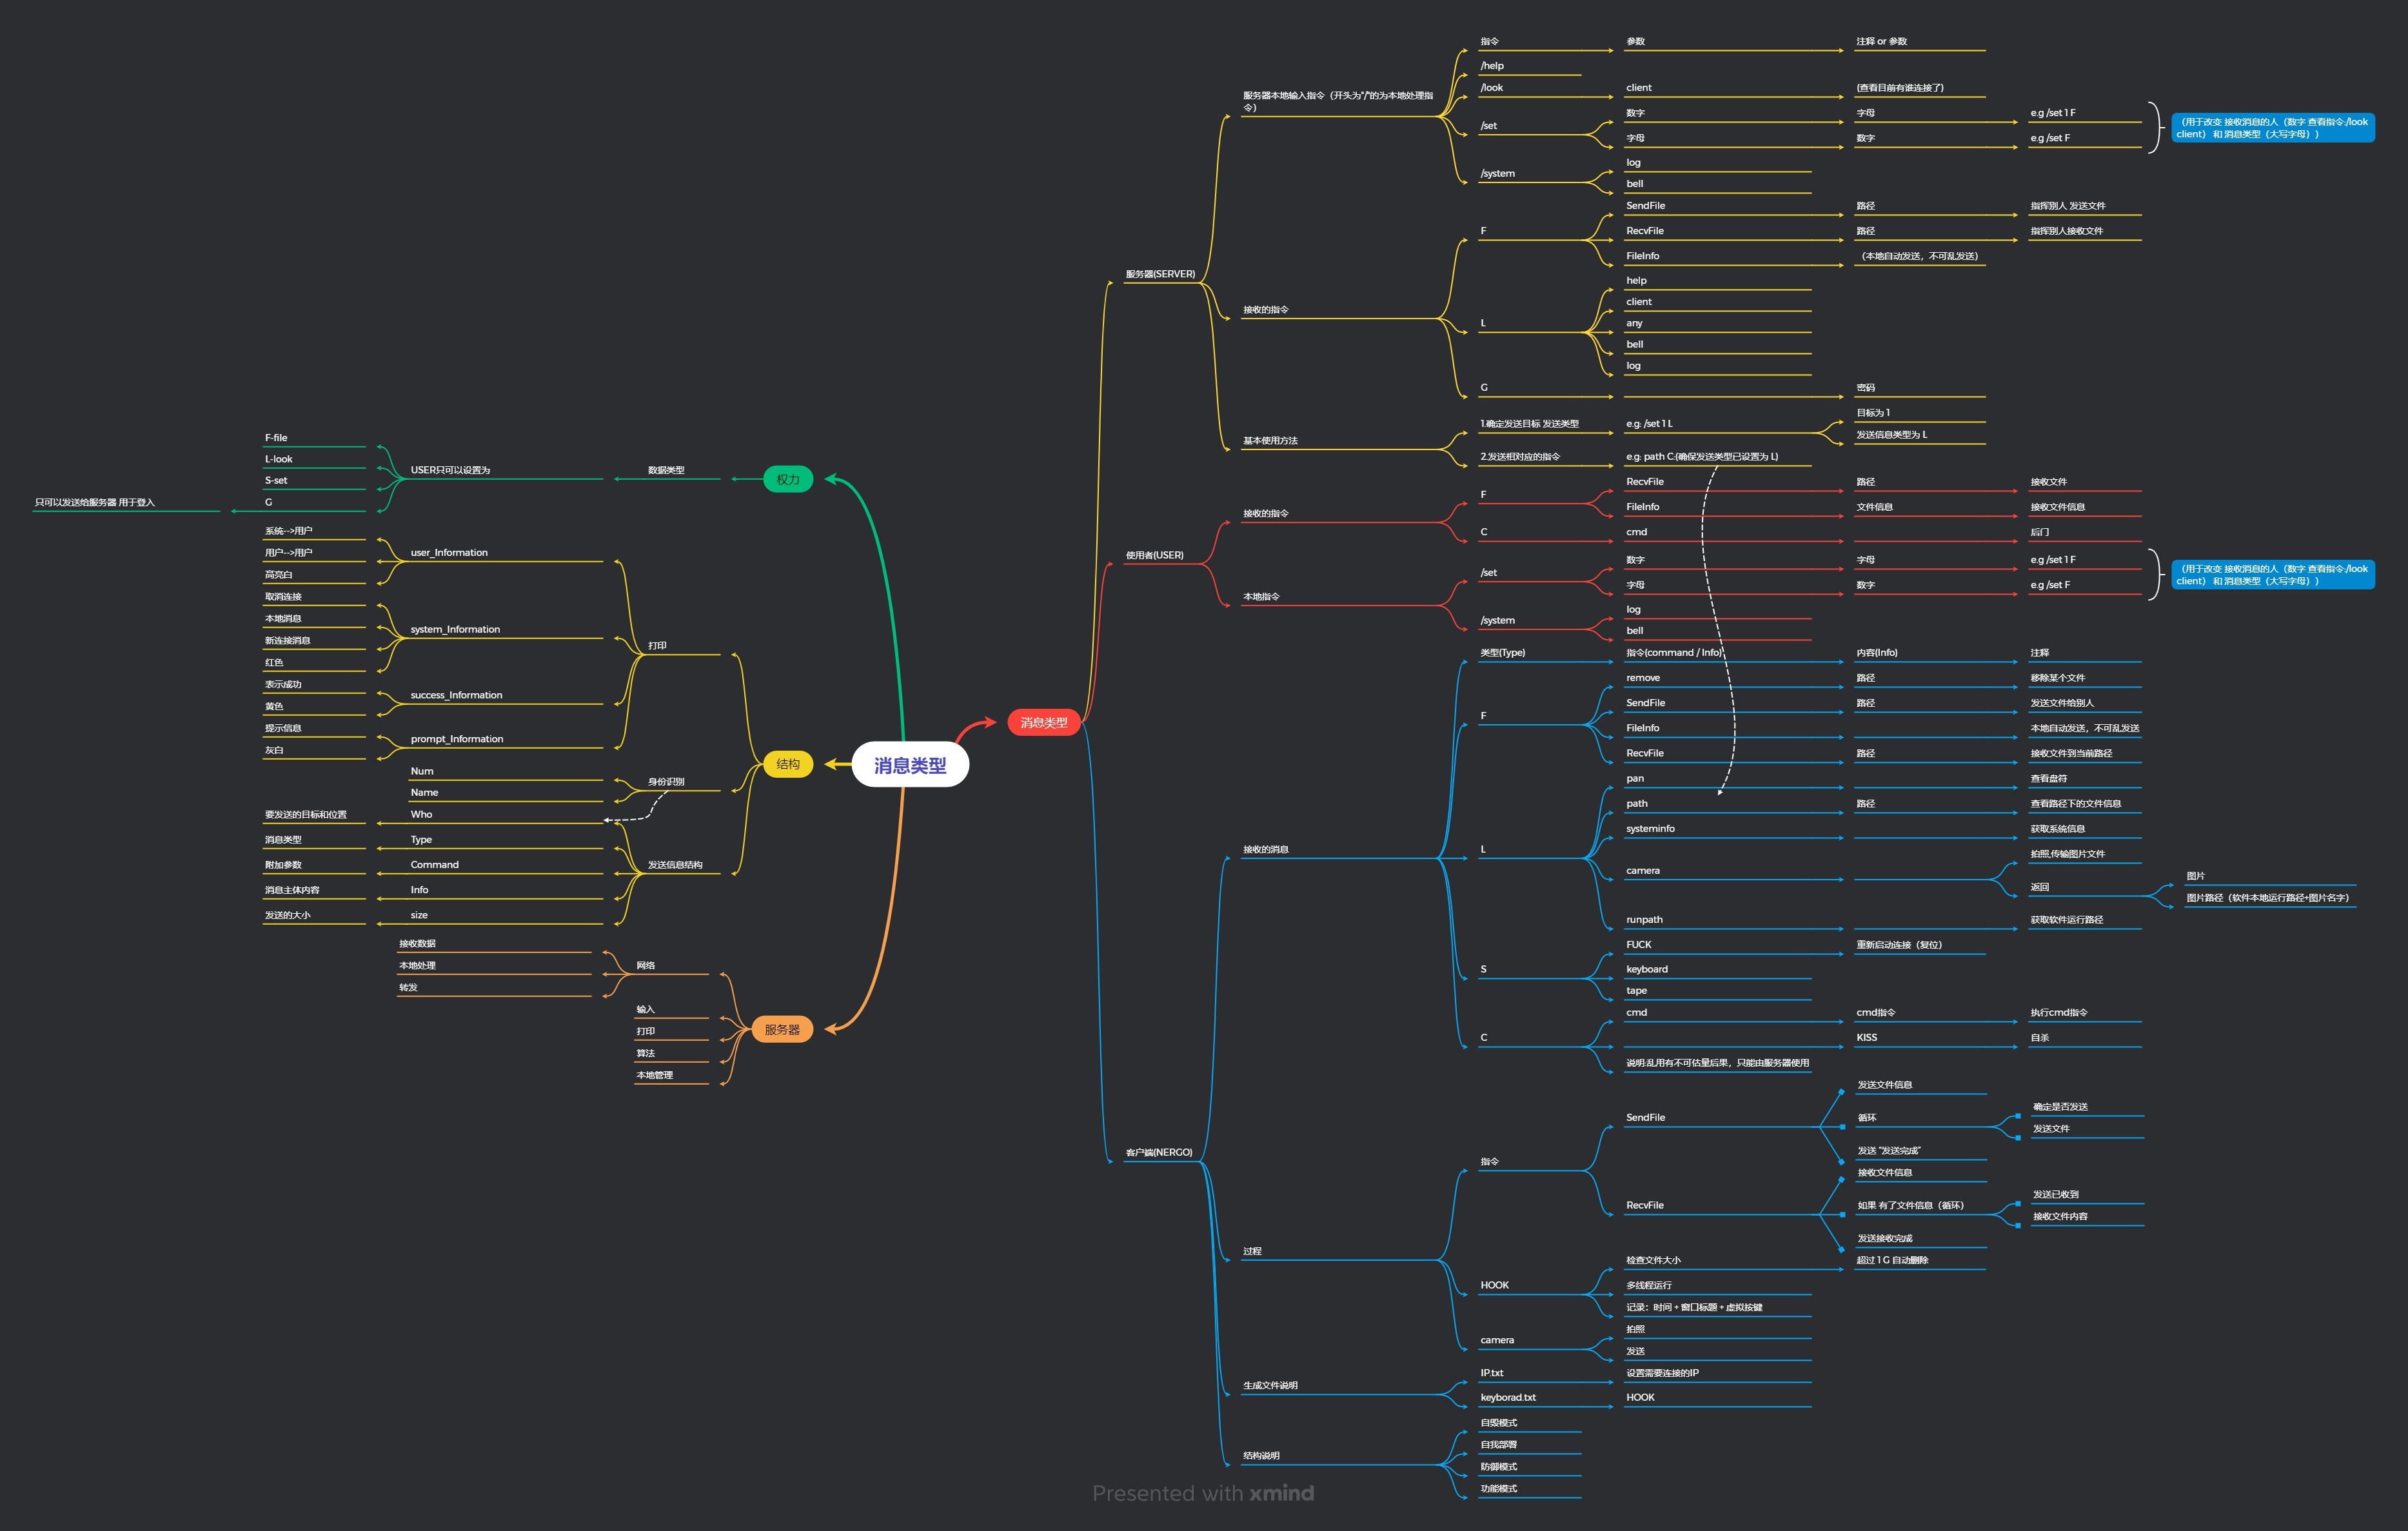 指令
参数
注释 or 参数
/help
服务器本地输入指令（开头为"/"的为本地处理指
令）
/look
client
(查看目前有谁连接了)
/set
数字
字母
e.g /set 1 F
字母
数字
e.g /set F
（用于改变 接收消息的人（数字 查看指令:/look
client） 和 消息类型（大写字母））
/system
log
bell
服务器(SERVER)
接收的指令
F
SendFile
路径
指挥别人 发送文件
RecvFile
路径
指挥别人接收文件
FileInfo
（本地自动发送，不可乱发送）
L
help
client
any
bell
log
G
密码
基本使用方法
1.确定发送目标 发送类型
e.g: /set 1 L
目标为 1
发送信息类型为 L
2.发送相对应的指令
e.g: path C:(确保发送类型已设置为 L)
使用者(USER)
接收的指令
F
RecvFile
路径
接收文件
FileInfo
文件信息
接收文件信息
C
cmd
后门
本地指令
/set
数字
字母
e.g /set 1 F
字母
数字
e.g /set F
（用于改变 接收消息的人（数字 查看指令:/look
client） 和 消息类型（大写字母））
/system
log
bell
消息类型
消息类型
客户端(NERGO)
接收的消息
类型(Type)
指令(command / Info)
内容(Info)
注释
F
remove
路径
移除某个文件
SendFile
路径
发送文件给别人
FileInfo
本地自动发送，不可乱发送
RecvFile
路径
接收文件到当前路径
L
pan
查看盘符
path
路径
查看路径下的文件信息
systeminfo
获取系统信息
camera
拍照,传输图片文件
返回
图片
图片路径（软件本地运行路径+图片名字）
runpath
获取软件运行路径
S
FUCK
重新启动连接（复位）
keyboard
tape
C
cmd
cmd指令
执行cmd指令
KISS
自杀
说明:乱用有不可估量后果，只能由服务器使用
过程
指令
SendFile
发送文件信息
循环
确定是否发送
发送文件
发送 "发送完成"
RecvFile
接收文件信息
如果 有了文件信息（循环）
发送已收到
接收文件内容
发送接收完成
HOOK
检查文件大小
超过 1 G 自动删除
多线程运行
记录：时间 + 窗口标题 + 虚拟按键
camera
拍照
发送
生成文件说明
IP.txt
设置需要连接的IP
keyborad.txt
HOOK
结构说明
自毁模式
自我部署
防御模式
功能模式
权力
数据类型
USER只可以设置为
F-file
L-look
S-set
G
只可以发送给服务器 用于登入
结构
打印
user_Information
系统-->用户
用户-->用户
高亮白
system_Information
取消连接
本地消息
新连接消息
红色
success_Information
表示成功
黄色
prompt_Information
提示信息
灰白
身份识别
Num
Name
发送信息结构
Who
要发送的目标和位置
Type
消息类型
Command
附加参数
Info
消息主体内容
size
发送的大小
服务器
网络
接收数据
本地处理
转发
输入
打印
算法
本地管理
Presented with xmind